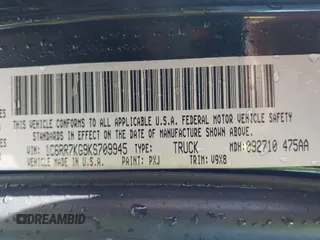 THIS VEHICLE CONFORMS TO ALL APPLICABLE U.S.A. FEDERAL MOTOR VEHICLE SAFETY
STANDARDS IN EFFECT ON THE DATE OF MANUFACTURE SHOWN ABOVE.
VIN: 1C6RR7KG9KS709945 TYPE: TRUCK MDH: 092710 475AA
MADE IN U.S.A. PAINT: PXJ TRIM: V9X8
DREAMBID